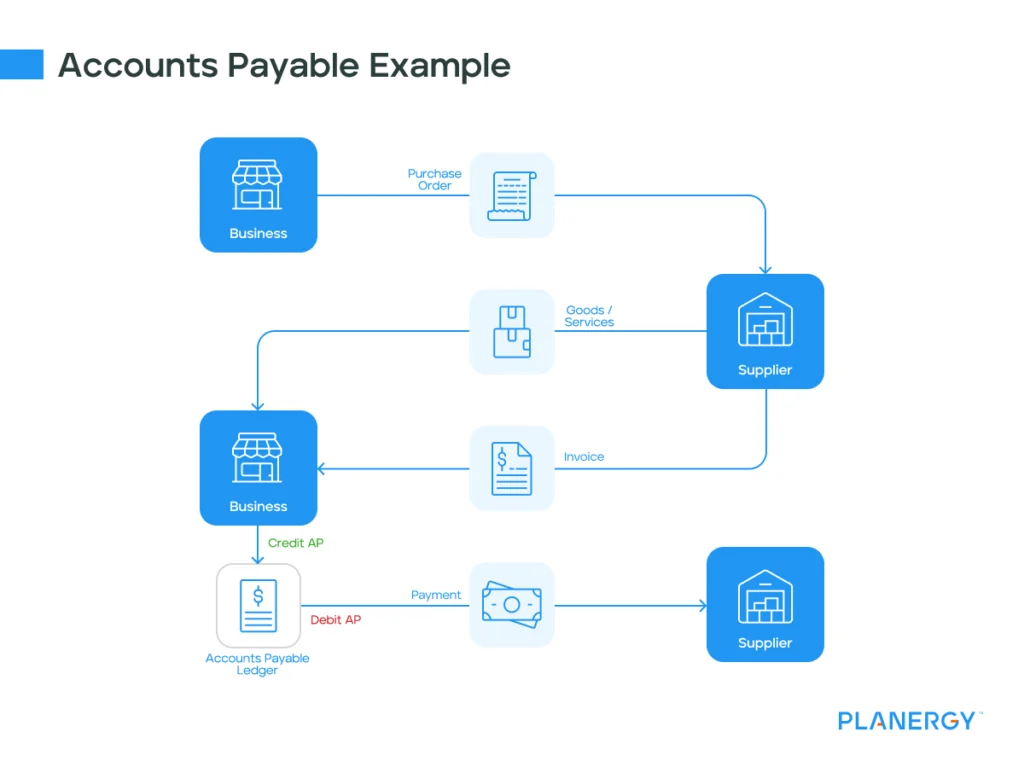 Accounts Payable Example
Business
Purchase
Order
Goods /
Services
Supplier
Business
Invoice
Credit AP
$
$
Payment
Debit AP
Supplier
Accounts Payable
Ledger
PLANERGY™